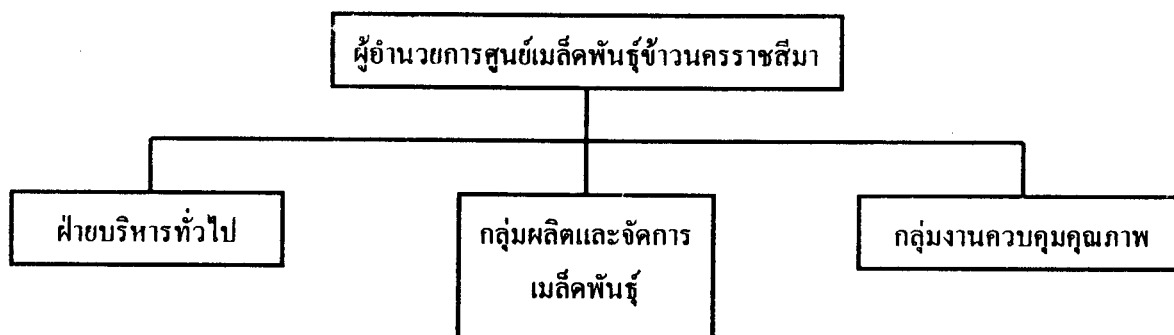 ผู้อำนวยการศูนย์เมล็ดพันธุ์ข้าวนครราชสีมา
ฝ่ายบริหารทั่วไป
กลุ่มผลิตและจัดการ
เมล็ดพันธุ์
กลุ่มงานควบคุมคุณภาพ